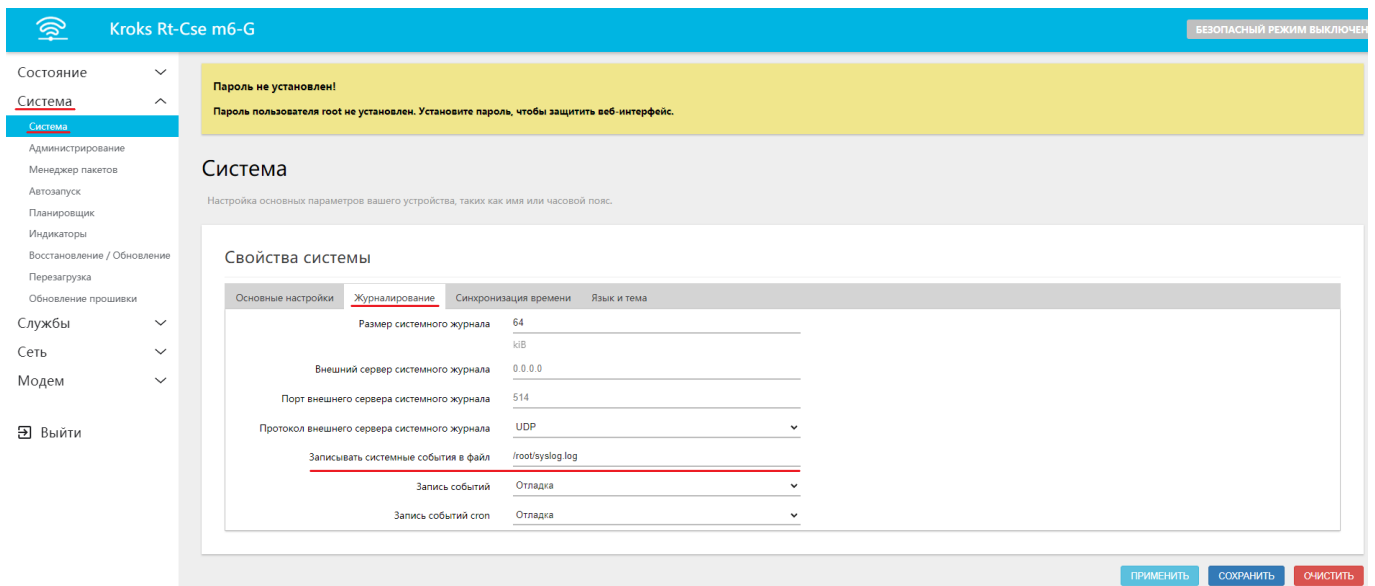 Kroks Rt-Cse m6-G
БЕЗОПАСНЫЙ РЕЖИМ ВЫКЛЮЧЕН
Состояние
Система
Система
Администрирование
Менеджер пакетов
Автозапуск
Планировщик
Индикаторы
Восстановление / Обновление
Перезагрузка
Обновление прошивки
Службы
Сеть
Модем
Выйти
Пароль не установлен!
Пароль пользователя root не установлен. Установите пароль, чтобы защитить веб-интерфейс.
Система
Настройка основных параметров вашего устройства, таких как имя или часовой пояс.
Свойства системы
Основные настройки Журналирование Синхронизация времени Язык и тема
Размер системного журнала 64
kiB
Внешний сервер системного журнала 0.0.0.0
Порт внешнего сервера системного журнала 514
Протокол внешнего сервера системного журнала UDP
Записывать системные события в файл /root/syslog.log
Запись событий Отладка
Запись событий cron Отладка
ПРИМЕНИТЬ СОХРАНИТЬ ОЧИСТИТЬ